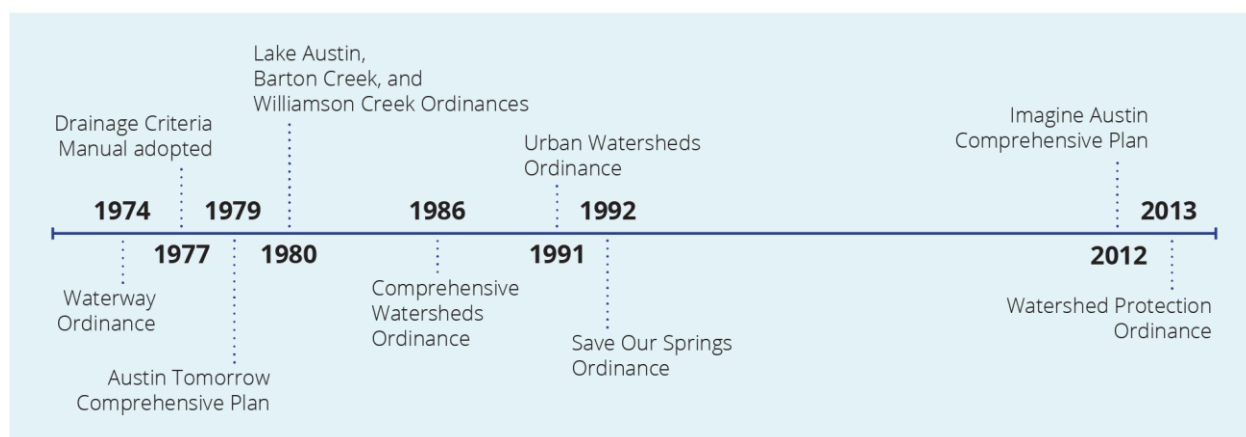 Lake Austin,
Barton Creek, and
Williamson Creek Ordinances
Drainage Criteria
Manual adopted
Urban Watersheds
Ordinance
Imagine Austin
Comprehensive Plan
1974 1979 1986 1992 2013
1977 1980 1991 2012
Waterway
Ordinance
Comprehensive
Watersheds
Ordinance
Watershed Protection
Ordinance
Save Our Springs
Ordinance
Austin Tomorrow
Comprehensive Plan